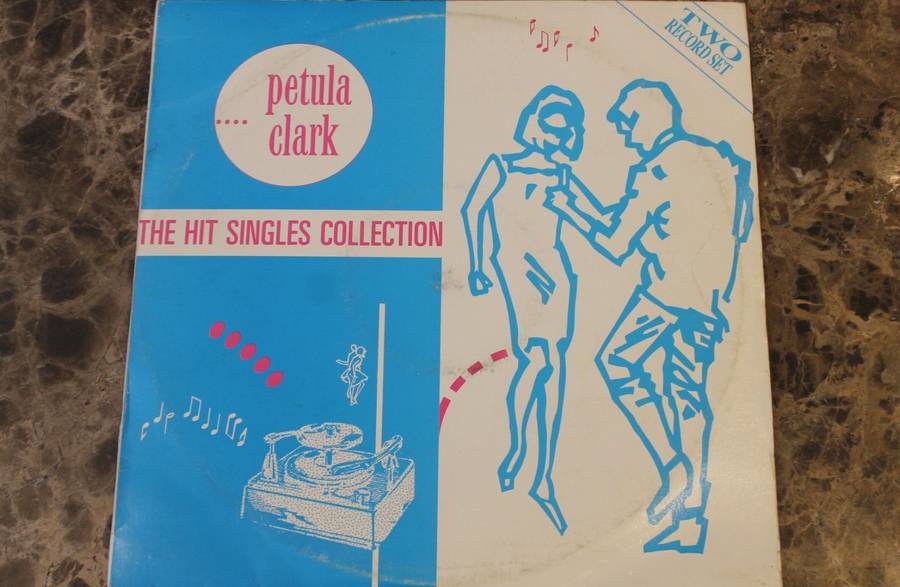 petula
clark
THE HIT SINGLES COLLECTION
TWO
RECORD SET